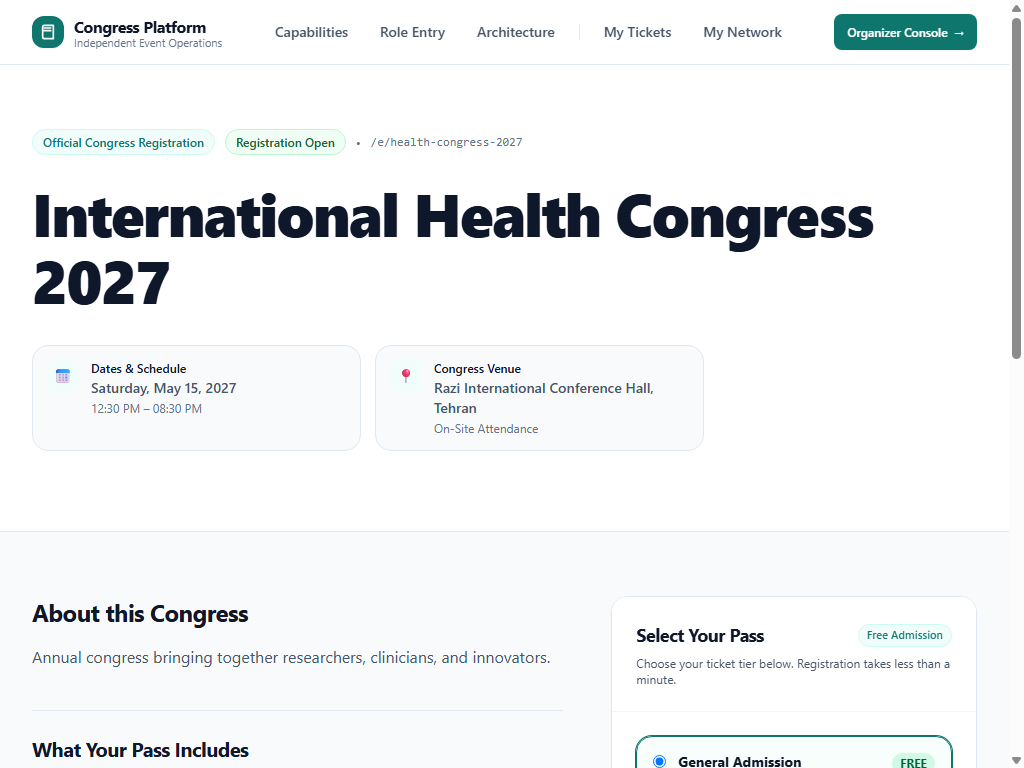 Congress Platform
Independent Event Operations
Capabilities
Role Entry
Architecture
My Tickets
My Network
Organizer Console →
Official Congress Registration
Registration Open
• /e/health-congress-2027
International Health Congress
2027
Dates & Schedule
Saturday, May 15, 2027
12:30 PM – 08:30 PM
Congress Venue
Razi International Conference Hall,
Tehran
On-Site Attendance
About this Congress
Annual congress bringing together researchers, clinicians, and innovators.
What Your Pass Includes
Select Your Pass
Free Admission
Choose your ticket tier below. Registration takes less than a
minute.
General Admission
FREE